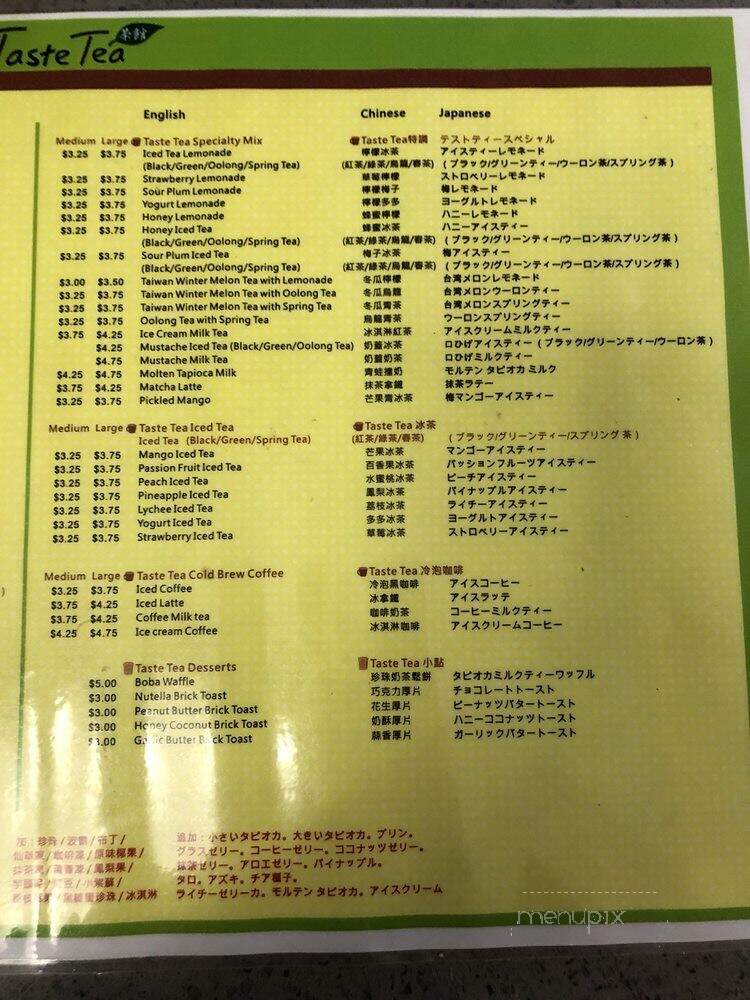 Taste Tea 茶館
English Chinese Japanese
Medium Large Taste Tea Specialty Mix Taste Tea特調 テストティースペシャル
$3.25 $3.75 Iced Tea Lemonade 檸檬冰茶 アイスティーレモネード
(Black/Green/Oolong/Spring Tea) (紅茶/綠茶/烏龍/春茶) (ブラック/グリーンティー/ウーロン茶/スプリング茶)
$3.25 $3.75 Strawberry Lemonade 草莓檸檬 ストロベリーレモネード
$3.25 $3.75 Sour Plum Lemonade 檸檬梅子 梅レモネード
$3.25 $3.75 Yogurt Lemonade 檸檬多多 ヨーグルトレモネード
$3.25 $3.75 Honey Lemonade 蜂蜜檸檬 ハニーレモネード
$3.25 $3.75 Honey Iced Tea 蜂蜜冰茶 ハニーアイスティー
(Black/Green/Oolong/Spring Tea) (紅茶/綠茶/烏龍/春茶) (ブラック/グリーンティー/ウーロン茶/スプリング茶)
$3.25 $3.75 Sour Plum Iced Tea 梅子冰茶 梅アイスティー
(Black/Green/Oolong/Spring Tea) (紅茶/綠茶/烏龍/春茶) (ブラック/グリーンティー/ウーロン茶/スプリング茶)
$3.00 $3.50 Taiwan Winter Melon Tea with Lemonade 冬瓜檸檬 台湾メロンレモネード
$3.25 $3.75 Taiwan Winter Melon Tea with Oolong Tea 冬瓜烏龍 台湾メロンウーロンティー
$3.25 $3.75 Taiwan Winter Melon Tea with Spring Tea 冬瓜青茶 台湾メロンスプリングティー
$3.25 $3.75 Oolong Tea with Spring Tea 烏龍青茶 ウーロンスプリングティー
$3.75 $4.25 Ice Cream Milk Tea 冰淇淋紅茶 アイスクリームミルクティー
$4.25 Mustache Iced Tea (Black/Green/Oolong Tea) 奶蓋冰茶 口ひげアイスティー (ブラック/グリーンティー/ウーロン茶)
$4.75 Mustache Milk Tea 奶蓋奶茶 口ひげミルクティー
$4.25 $4.75 Molten Tapioca Milk 青蛙撞奶 モルテン タピオカ ミルク
$3.75 $4.25 Matcha Latte 抹茶拿鐵 抹茶ラテー
$3.25 $3.75 Pickled Mango 芒果青冰茶 梅マンゴーアイスティー
Medium Large Taste Tea Iced Tea Taste Tea 冰茶
Iced Tea (Black/Green/Spring Tea) (紅茶/綠茶/春茶) (ブラック/グリーンティー/スプリング 茶)
$3.25 $3.75 Mango Iced Tea 芒果冰茶 マンゴーアイスティー
$3.25 $3.75 Passion Fruit Iced Tea 百香果冰茶 パッションフルーツアイスティー
$3.25 $3.75 Peach Iced Tea 水蜜桃冰茶 ピーチアイスティー
$3.25 $3.75 Pineapple Iced Tea 鳳梨冰茶 パイナップルアイスティー
$3.25 $3.75 Lychee Iced Tea 荔枝冰茶 ライチーアイスティー
$3.25 $3.75 Yogurt Iced Tea 多多冰茶 ヨーグルトアイスティー
$3.25 $3.75 Strawberry Iced Tea 草莓冰茶 ストロベリーアイスティー
Medium Large Taste Tea Cold Brew Coffee Taste Tea 冷泡咖啡
$3.25 $3.75 Iced Coffee 冷泡黑咖啡 アイスコーヒー
$3.75 $4.25 Iced Latte 冰拿鐵 アイスラッテ
$3.75 $4.25 Coffee Milk tea 咖啡奶茶 コーヒーミルクティー
$4.25 $4.75 Ice cream Coffee 冰淇淋咖啡 アイスクリームコーヒー
Taste Tea Desserts Taste Tea 小點
$5.00 Boba Waffle 珍珠奶茶鬆餅 タピオカミルクティーワッフル
$3.00 Nutella Brick Toast 巧克力厚片 チョコレートトースト
$3.00 Peanut Butter Brick Toast 花生厚片 ピーナッツバタートースト
$3.00 Honey Coconut Brick Toast 奶酥厚片 ハニーココナッツトースト
$3.00 Garlic Butter Brick Toast 蒜香厚片 ガーリックバタートースト
加:珍珠/波霸/布丁/ 追加:小さいタピオカ。大きいタピオカ。プリン。
仙草凍/咖啡凍/原味椰果/ グラスゼリー。コーヒーゼリー。ココナッツゼリー。
抹茶凍/蘆薈凍/鳳梨果/ 抹茶ゼリー。アロエゼリー。パイナップル。
芋頭/紅豆/小紫蘇/ タロ。アズキ。チア種子。
黑糖蜜珍珠/冰淇淋 ライチーゼリーカ。モルテン タピオカ。アイスクリーム
menupix